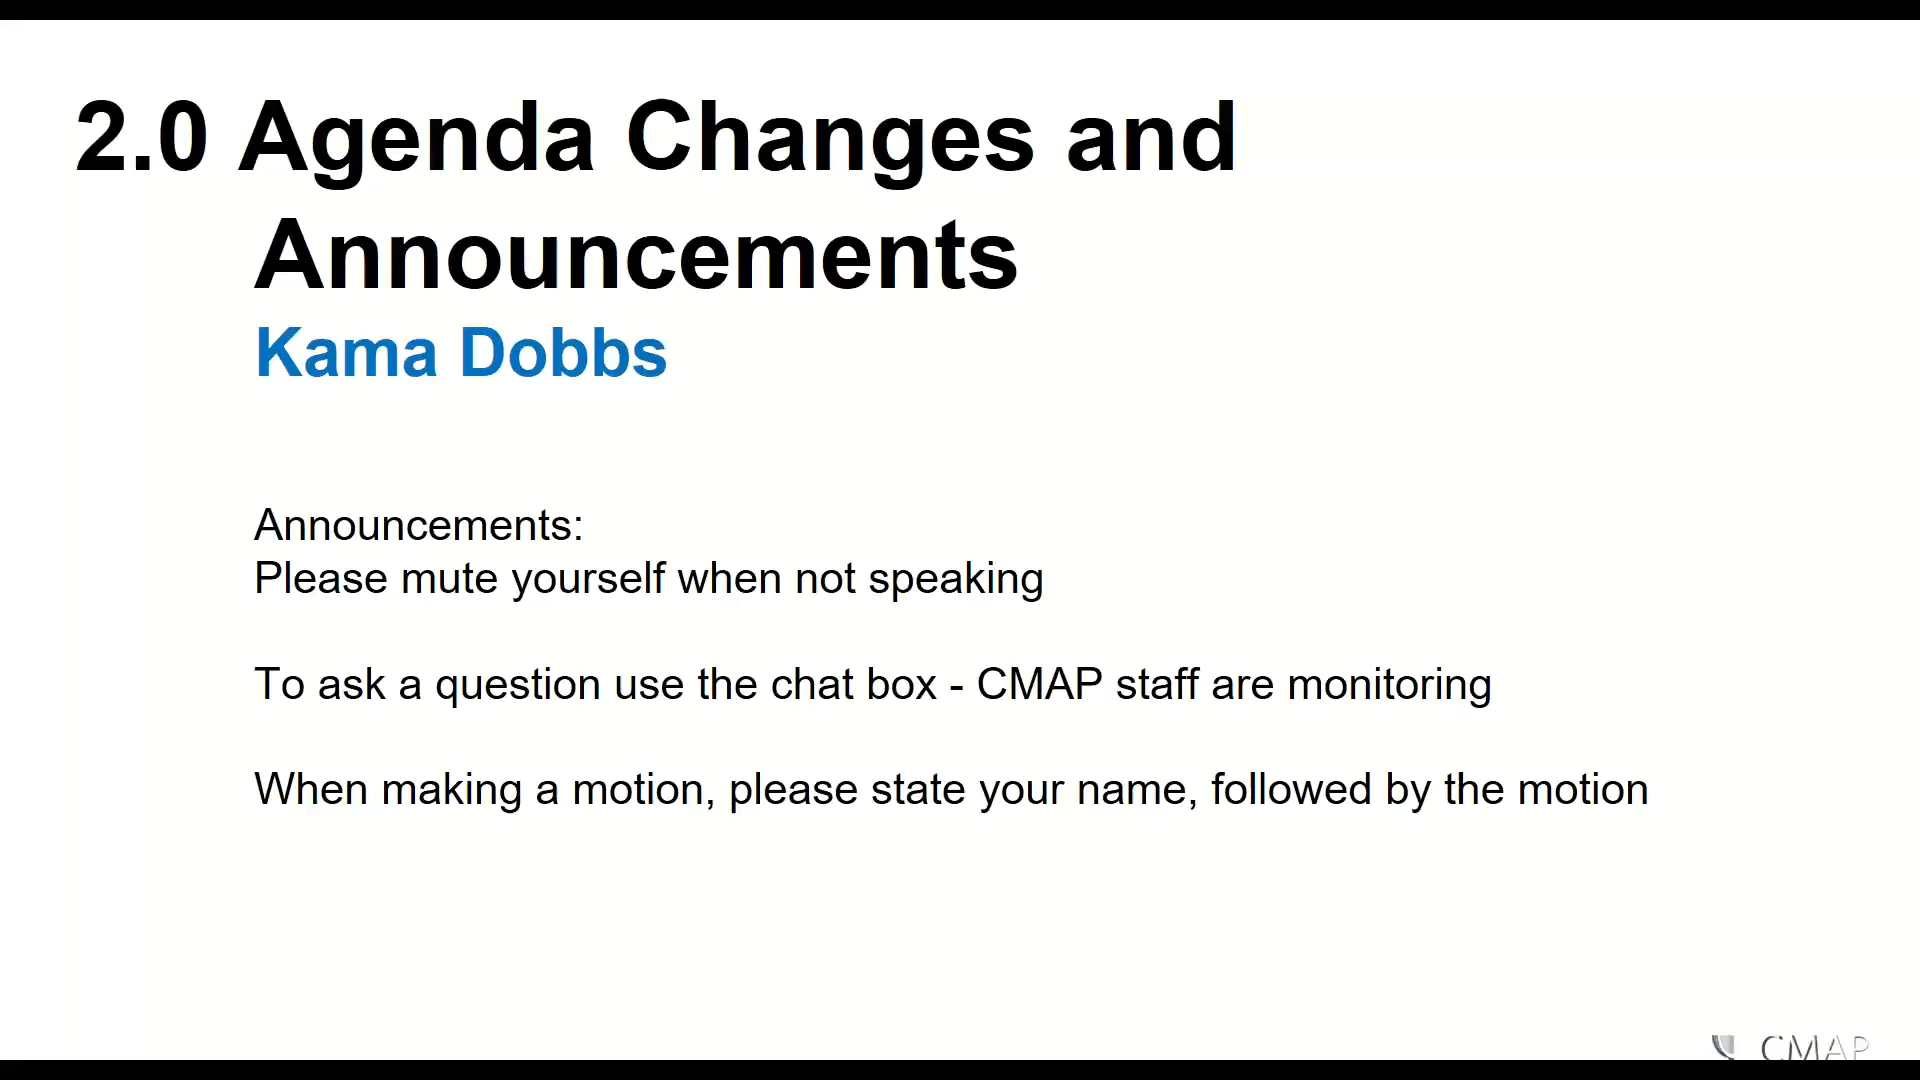 2.0 Agenda Changes and
Announcements
Kama Dobbs
Announcements:
Please mute yourself when not speaking
To ask a question use the chat box - CMAP staff are monitoring
When making a motion, please state your name, followed by the motion
CMAP